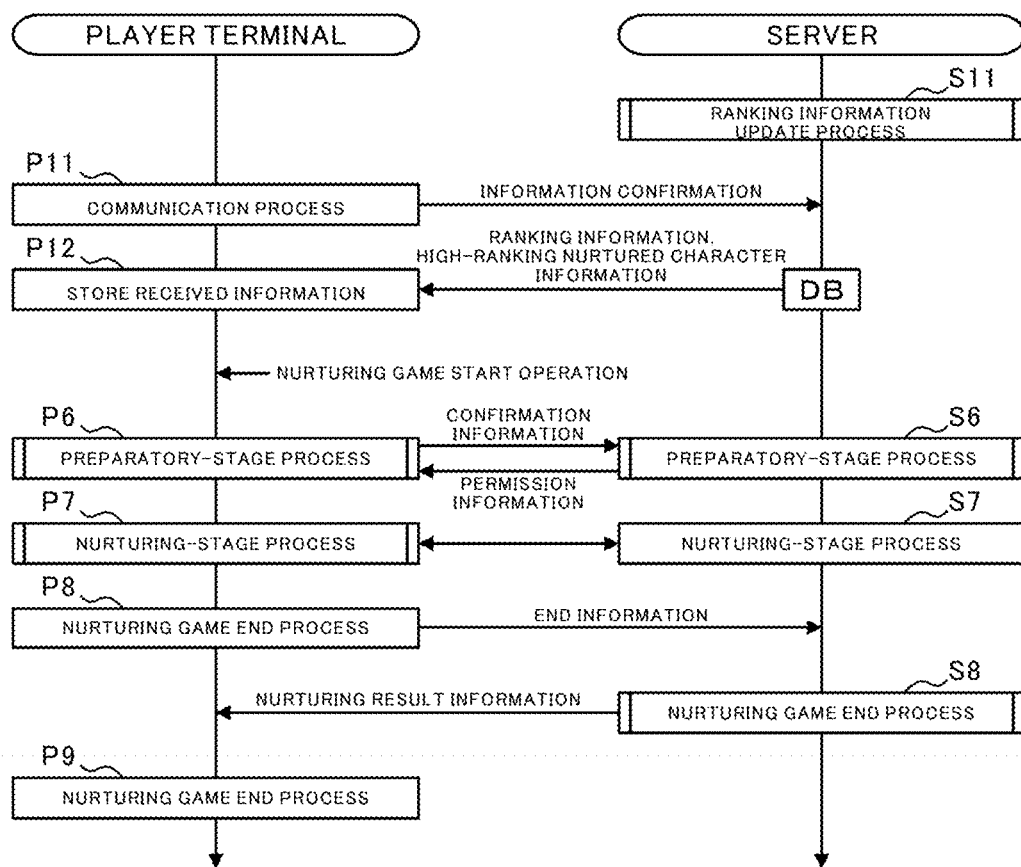 PLAYER TERMINAL
SERVER
S11
RANKING INFORMATION
UPDATE PROCESS
P11
COMMUNICATION PROCESS
INFORMATION CONFIRMATION
P12
RANKING INFORMATION,
HIGH-RANKING NURTURED CHARACTER
INFORMATION
STORE RECEIVED INFORMATION
DB
NURTURING GAME START OPERATION
P6
CONFIRMATION
INFORMATION
S6
PREPARATORY-STAGE PROCESS
PREPARATORY-STAGE PROCESS
PERMISSION
INFORMATION
P7
S7
NURTURING-STAGE PROCESS
NURTURING-STAGE PROCESS
P8
NURTURING GAME END PROCESS
END INFORMATION
S8
NURTURING RESULT INFORMATION
NURTURING GAME END PROCESS
P9
NURTURING GAME END PROCESS